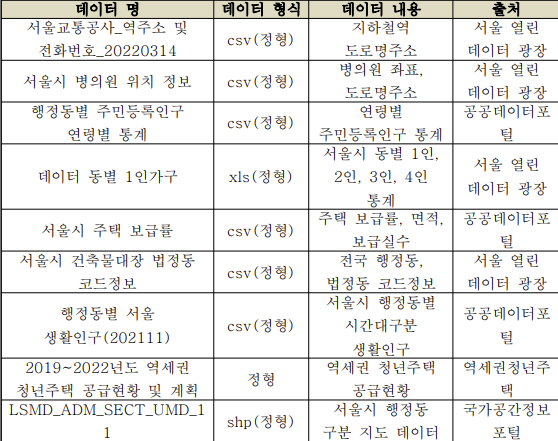 데이터 명 데이터 형식 데이터 내용 출처
서울교통공사_역주소 및 전화번호_20220314 csv(정형) 지하철역 도로명주소 서울 열린 데이터 광장
서울시 병의원 위치 정보 csv(정형) 병의원 좌표, 도로명주소 서울 열린 데이터 광장
행정동별 주민등록인구 연령별 통계 csv(정형) 연령별 주민등록인구 통계 공공데이터포털
데이터 동별 1인가구 xls(정형) 서울시 동별 1인, 2인, 3인, 4인 통계 서울 열린 데이터 광장
서울시 주택 보급률 csv(정형) 주택 보급률, 면적, 보급실수 공공데이터포털
서울시 건축물대장 법정동 코드정보 csv(정형) 전국 행정동, 법정동 코드정보 서울 열린 데이터 광장
행정동별 서울 생활인구(202111) csv(정형) 서울시 행정동별 시간대구분 생활인구 공공데이터포털
2019~2022년도 역세권 청년주택 공급현황 및 계획 정형 역세권 청년주택 공급현황 역세권청년주택
LSMD_ADM_SECT_UMD_11 shp(정형) 서울시 행정동 구분 지도 데이터 국가공간정보포털